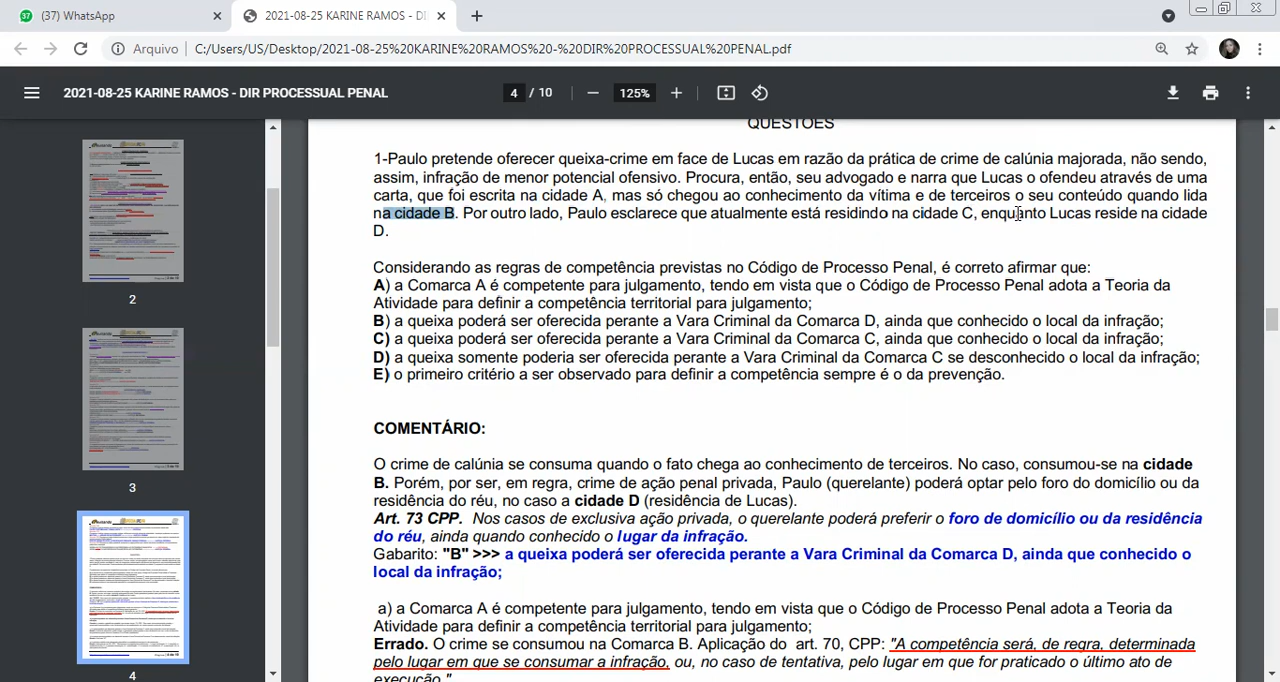 (37) WhatsApp
2021-08-25 KARINE RAMOS - DI
Arquivo
C:/Users/US/Desktop/2021-08-25%20KARINE%20RAMOS%20-%20DIR%20PROCESSUAL%20PENAL.pdf
2021-08-25 KARINE RAMOS - DIR PROCESSUAL PENAL
4 / 10
125%
2
3
4
QUESTÕES
1-Paulo pretende oferecer queixa-crime em face de Lucas em razão da prática de crime de calúnia majorada, não sendo,
assim, infração de menor potencial ofensivo. Procura, então, seu advogado e narra que Lucas o ofendeu através de uma
carta, que foi escrita na cidade A, mas só chegou ao conhecimento da vítima e de terceiros o seu conteúdo quando lida
na cidade B. Por outro lado, Paulo esclarece que atualmente está residindo na cidade C, enquanto Lucas reside na cidade
D.
Considerando as regras de competência previstas no Código de Processo Penal, é correto afirmar que:
A) a Comarca A é competente para julgamento, tendo em vista que o Código de Processo Penal adota a Teoria da
Atividade para definir a competência territorial para julgamento;
B) a queixa poderá ser oferecida perante a Vara Criminal da Comarca D, ainda que conhecido o local da infração;
C) a queixa poderá ser oferecida perante a Vara Criminal da Comarca C, ainda que conhecido o local da infração;
D) a queixa somente poderia ser oferecida perante a Vara Criminal da Comarca C se desconhecido o local da infração;
E) o primeiro critério a ser observado para definir a competência sempre é o da prevenção.
COMENTÁRIO:
O crime de calúnia se consuma quando o fato chega ao conhecimento de terceiros. No caso, consumou-se na cidade
B. Porém, por ser, em regra, crime de ação penal privada, Paulo (querelante) poderá optar pelo foro do domicílio ou da
residência do réu, no caso a cidade D (residência de Lucas).
Art. 73 CPP. Nos casos de exclusiva ação privada, o querelante poderá preferir o foro de domicílio ou da residência
do réu, ainda quando conhecido o lugar da infração.
Gabarito: "B" >>> a queixa poderá ser oferecida perante a Vara Criminal da Comarca D, ainda que conhecido o
local da infração;
a) a Comarca A é competente para julgamento, tendo em vista que o Código de Processo Penal adota a Teoria da
Atividade para definir a competência territorial para julgamento;
Errado. O crime se consumou na Comarca B. Aplicação do art. 70, CPP: "A competência será, de regra, determinada
pelo lugar em que se consumar a infração, ou, no caso de tentativa, pelo lugar em que for praticado o último ato de
execução."